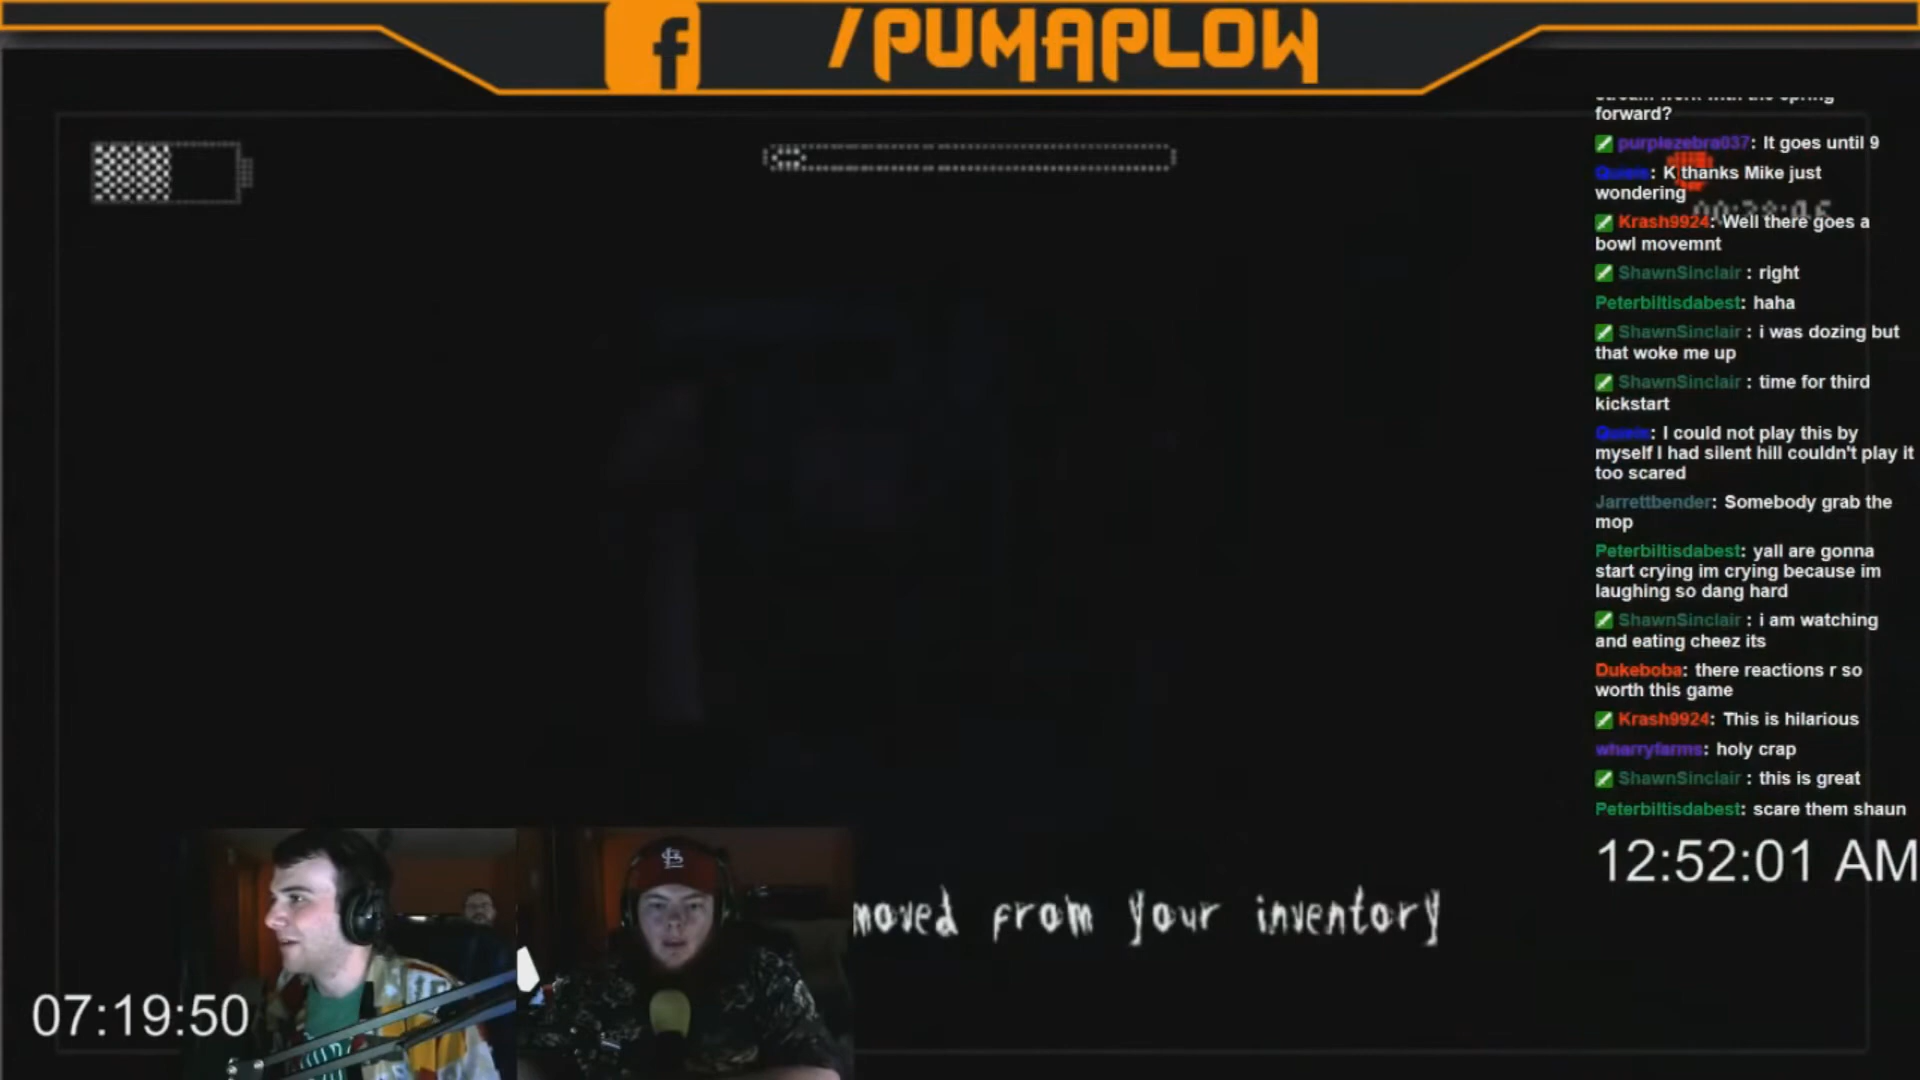 f /PUMAPLOW
forward?
purplezebra037: It goes until 9
K thanks Mike just
wondering
Krash9924: Well there goes a
bowl movemnt
ShawnSinclair : right
Peterbiltisdabest: haha
ShawnSinclair : i was dozing but
that woke me up
ShawnSinclair : time for third
kickstart
: I could not play this by
myself I had silent hill couldn't play it
too scared
Jarrettbender: Somebody grab the
mop
Peterbiltisdabest: yall are gonna
start crying im crying because im
laughing so dang hard
ShawnSinclair : i am watching
and eating cheez its
Dukeboba: there reactions r so
worth this game
Krash9924: This is hilarious
wharryfarms: holy crap
ShawnSinclair : this is great
Peterbiltisdabest: scare them shaun
12:52:01 AM
moved from your inventory
07:19:50